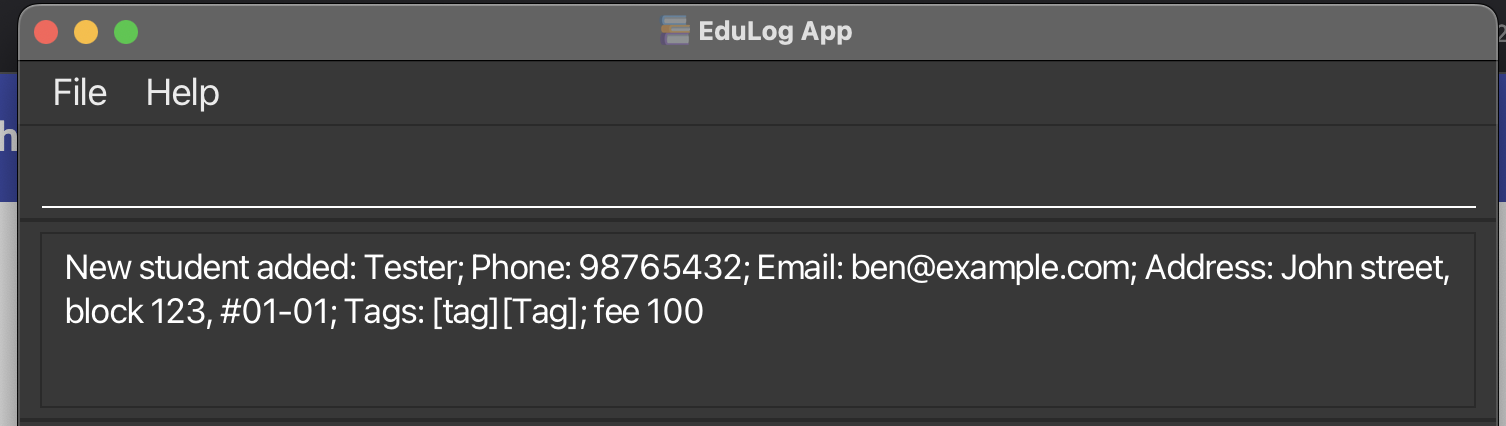 EduLog App
File Help
New student added: Tester; Phone: 98765432; Email: ben@example.com; Address: John street,
block 123, #01-01; Tags: [tag][Tag]; fee 100